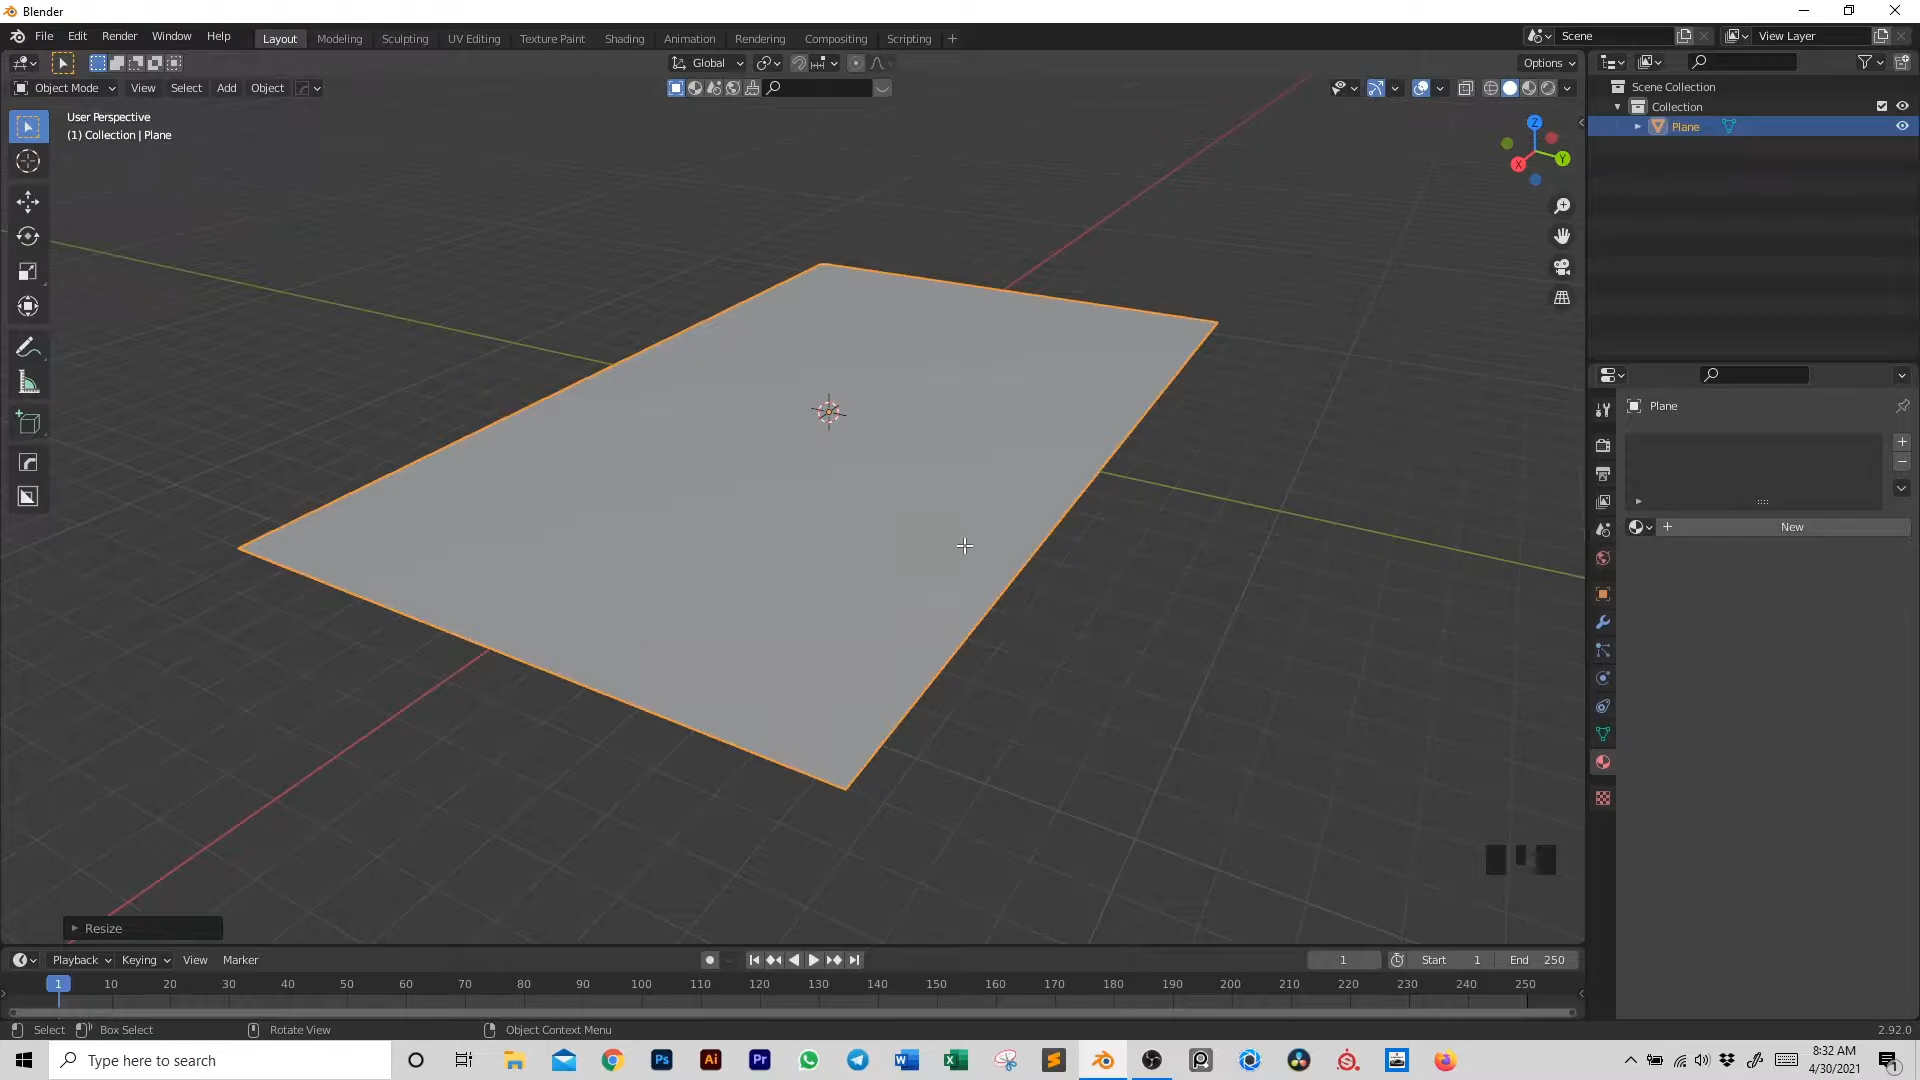 Blender
File Edit Render Window Help
Layout Modeling Sculpting UV Editing Texture Paint Shading Animation Rendering Compositing Scripting
Scene
View Layer
Global
Options
Object Mode View Select Add Object
User Perspective
(1) Collection | Plane
Z
Y
X
Scene Collection
Collection
Plane
Plane
New
Resize
Playback Keying View Marker
1
Start 1
End 250
1 10 20 30 40 50 60 70 80 90 100 110 120 130 140 150 160 170 180 190 200 210 220 230 240 250
Select Box Select Rotate View Object Context Menu
2.92.0
Type here to search
Ps
Ai
Pr
8:32 AM
4/30/2021
1